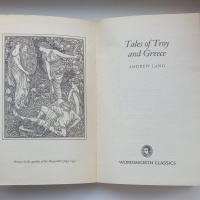 Tales of Troy
and Greece
ANDREW LANG
WORDSWORTH CLASSICS